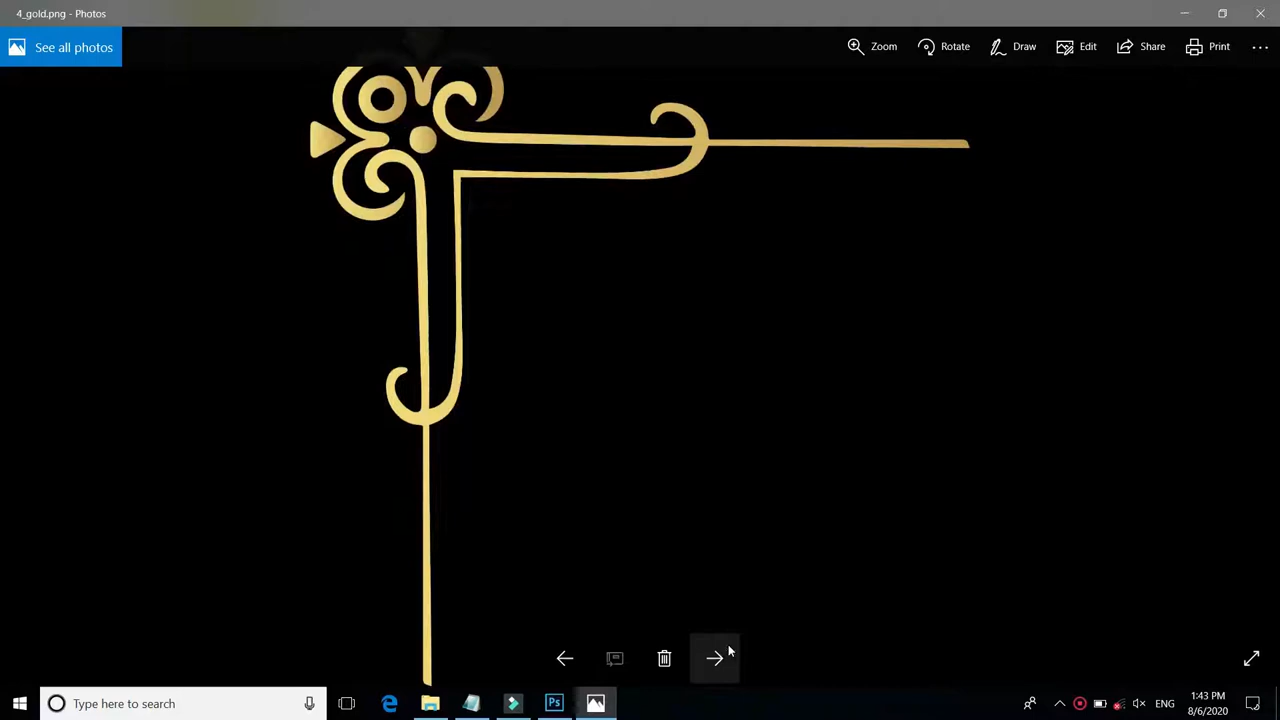 4_gold.png - Photos
See all photos
Zoom
Rotate
Draw
Edit
Share
Print
Ps
Type here to search
ENG
1:43 PM
8/6/2020